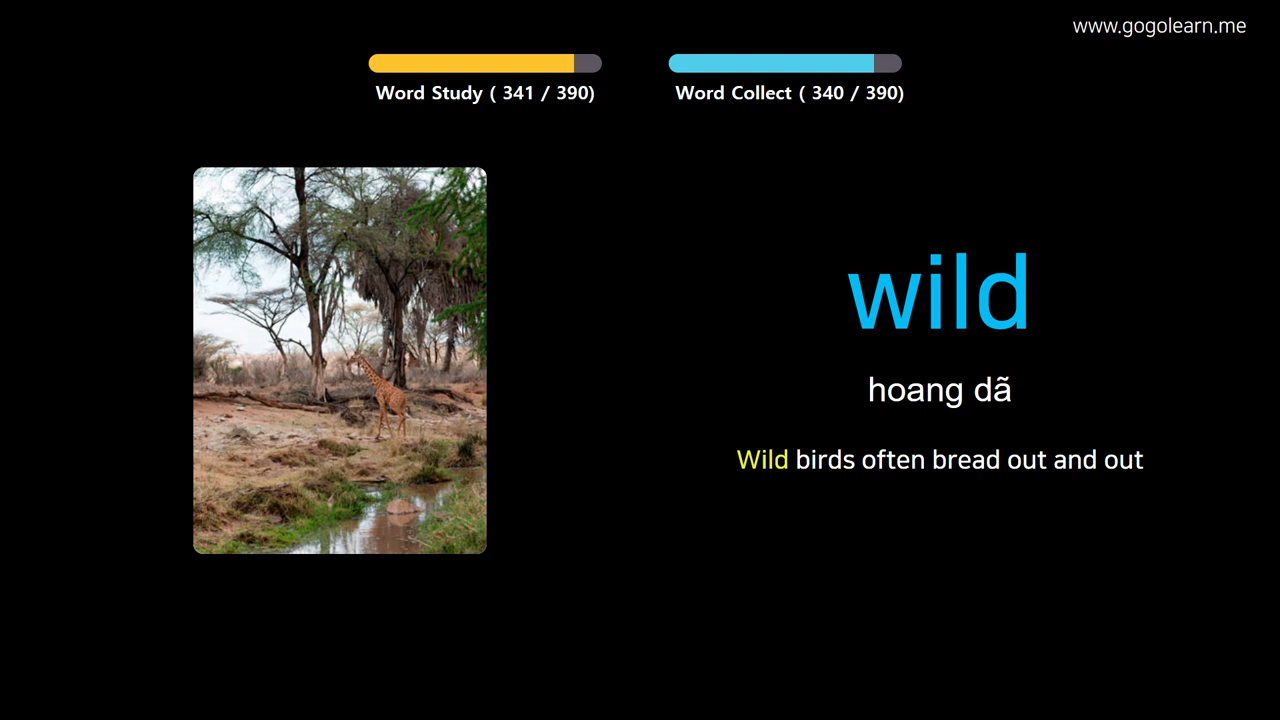 www.gogolearn.me
Word Study ( 341 / 390)
Word Collect ( 340 / 390)
wild
hoang dã
Wild birds often bread out and out